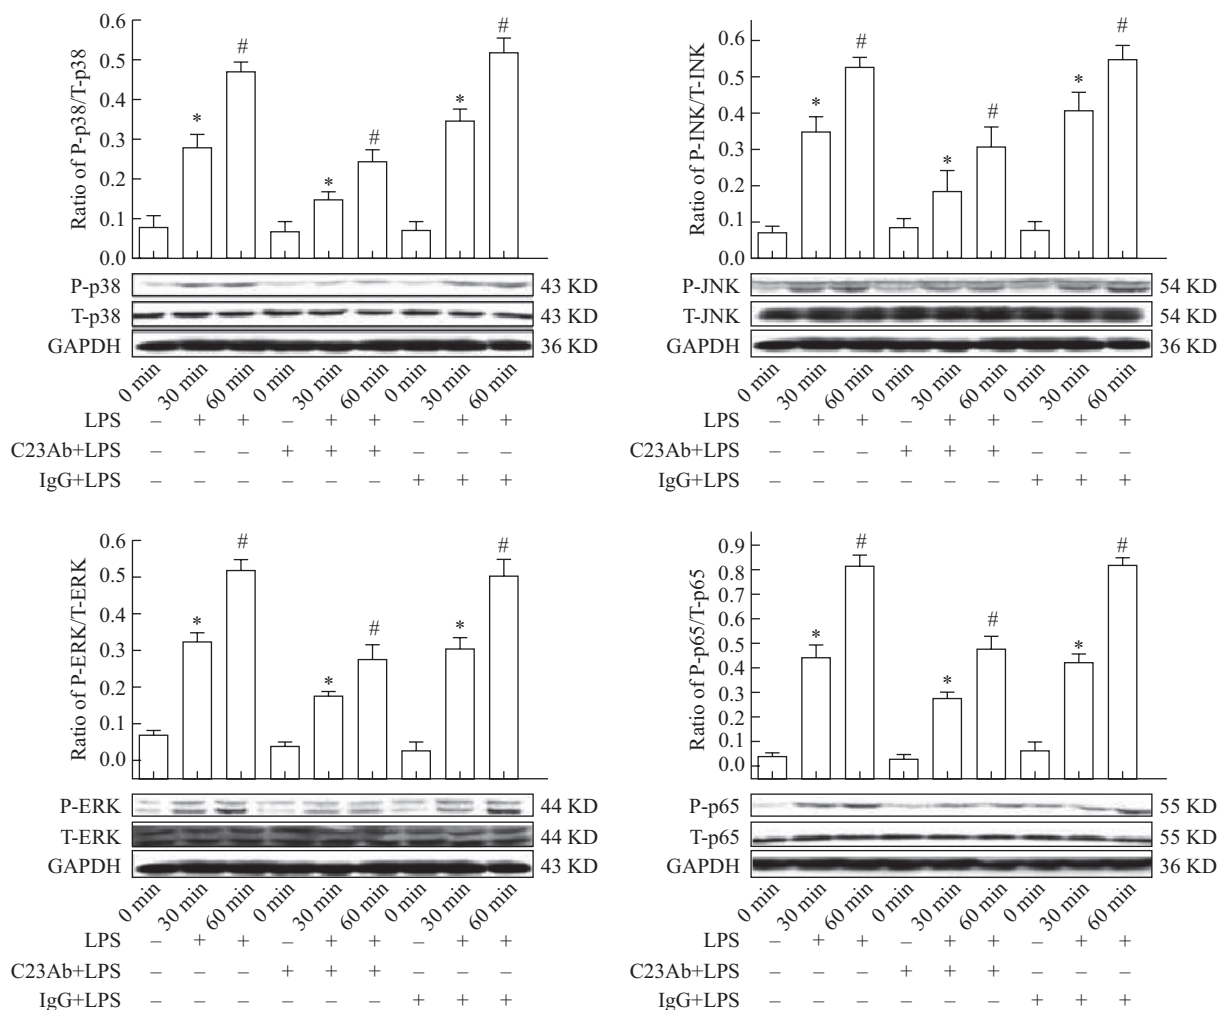 Ratio of P-p38/T-p38
0.6
0.5
0.4
0.3
0.2
0.1
0.0
* # * # * #
P-p38 43 KD
T-p38 43 KD
GAPDH 36 KD
0 min 30 min 60 min 0 min 30 min 60 min 0 min 30 min 60 min
LPS – + + – + + – + +
C23Ab+LPS – – – + + + – – –
IgG+LPS – – – – – – + + +
Ratio of P-INK/T-INK
0.6
0.5
0.4
0.3
0.2
0.1
0.0
* # * # * #
P-JNK 54 KD
T-JNK 54 KD
GAPDH 36 KD
0 min 30 min 60 min 0 min 30 min 60 min 0 min 30 min 60 min
LPS – + + – + + – + +
C23Ab+LPS – – – + + + – – –
IgG+LPS – – – – – – + + +
Ratio of P-ERK/T-ERK
0.6
0.5
0.4
0.3
0.2
0.1
0.0
* # * # * #
P-ERK 44 KD
T-ERK 44 KD
GAPDH 43 KD
0 min 30 min 60 min 0 min 30 min 60 min 0 min 30 min 60 min
LPS – + + – + + – + +
C23Ab+LPS – – – + + + – – –
IgG+LPS – – – – – – + + +
Ratio of P-p65/T-p65
0.9
0.8
0.7
0.6
0.5
0.4
0.3
0.2
0.1
0.0
* # * # * #
P-p65 55 KD
T-p65 55 KD
GAPDH 36 KD
0 min 30 min 60 min 0 min 30 min 60 min 0 min 30 min 60 min
LPS – + + – + + – + +
C23Ab+LPS – – – + + + – – –
IgG+LPS – – – – – – + + +